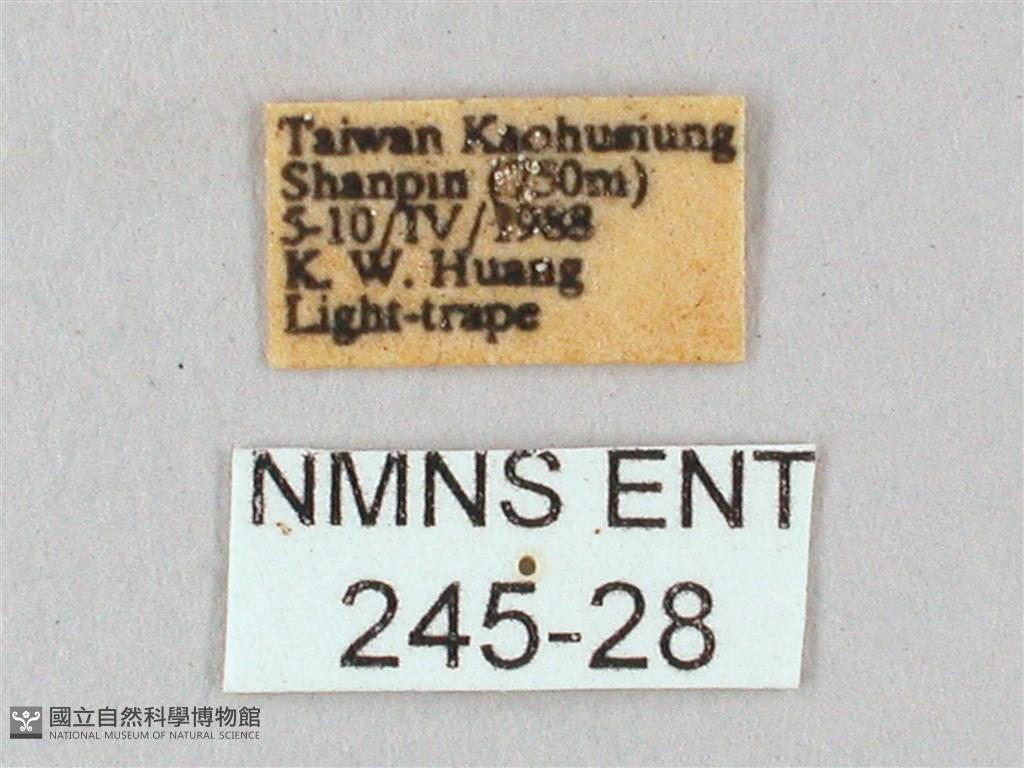 Taiwan Kaohusiung
Shanpin
5-10/IV/1988
K. W. Huang
Light-trape
NMNS ENT
245-28
國立自然科學博物館
NATIONAL MUSEUM OF NATURAL SCIENCE